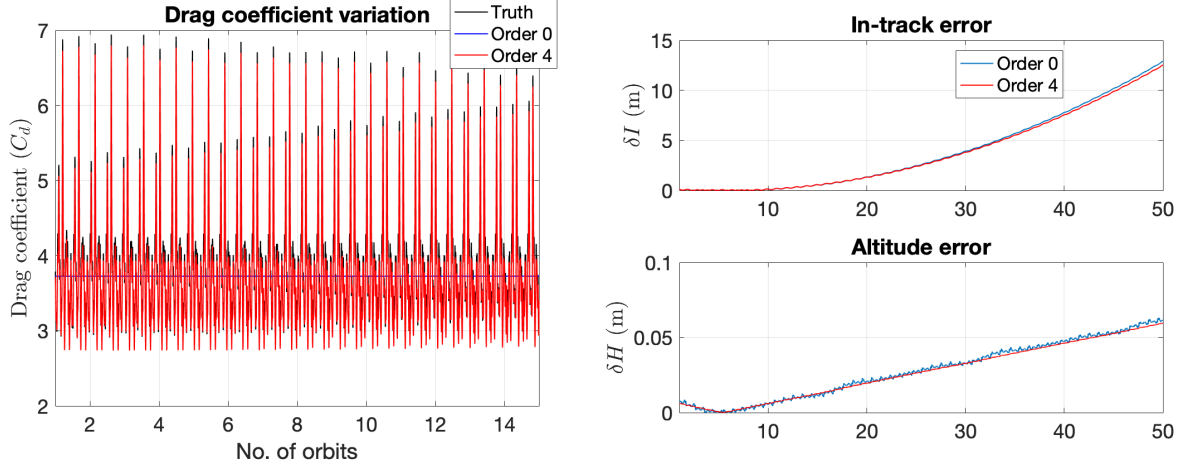 Drag coefficient variation
Truth
Order 0
Order 4
7
6
5
4
3
2
Drag coefficient (C_d)
2 4 6 8 10 12 14
No. of orbits
In-track error
Order 0
Order 4
15
10
5
0
δI (m)
10 20 30 40 50
Altitude error
0.1
0.05
0
δH (m)
10 20 30 40 50